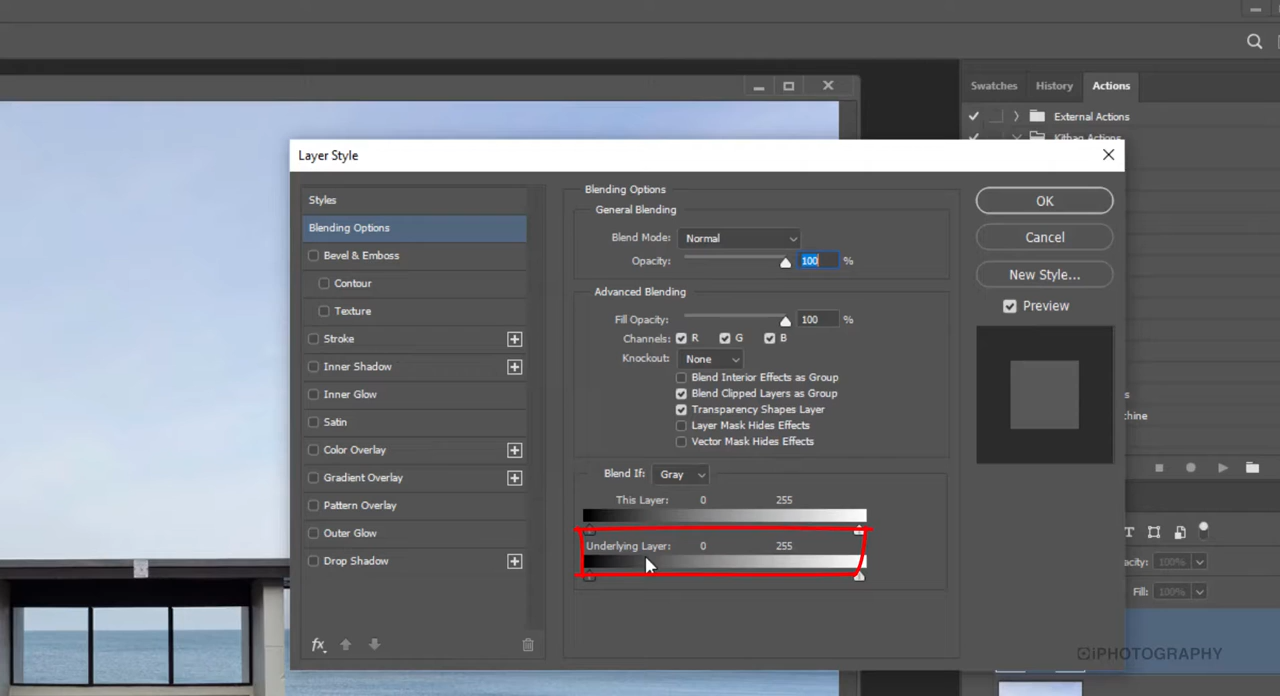 Swatches History Actions
External Actions
Kitbag Actions
Layer Style
Styles
Blending Options
Bevel & Emboss
Contour
Texture
Stroke
Inner Shadow
Inner Glow
Satin
Color Overlay
Gradient Overlay
Pattern Overlay
Outer Glow
Drop Shadow
fx
Blending Options
General Blending
Blend Mode: Normal
Opacity: 100 %
Advanced Blending
Fill Opacity: 100 %
Channels: R G B
Knockout: None
Blend Interior Effects as Group
Blend Clipped Layers as Group
Transparency Shapes Layer
Layer Mask Hides Effects
Vector Mask Hides Effects
Blend If: Gray
This Layer: 0 255
Underlying Layer: 0 255
OK
Cancel
New Style...
Preview
Fill: 100%
iPHOTOGRAPHY